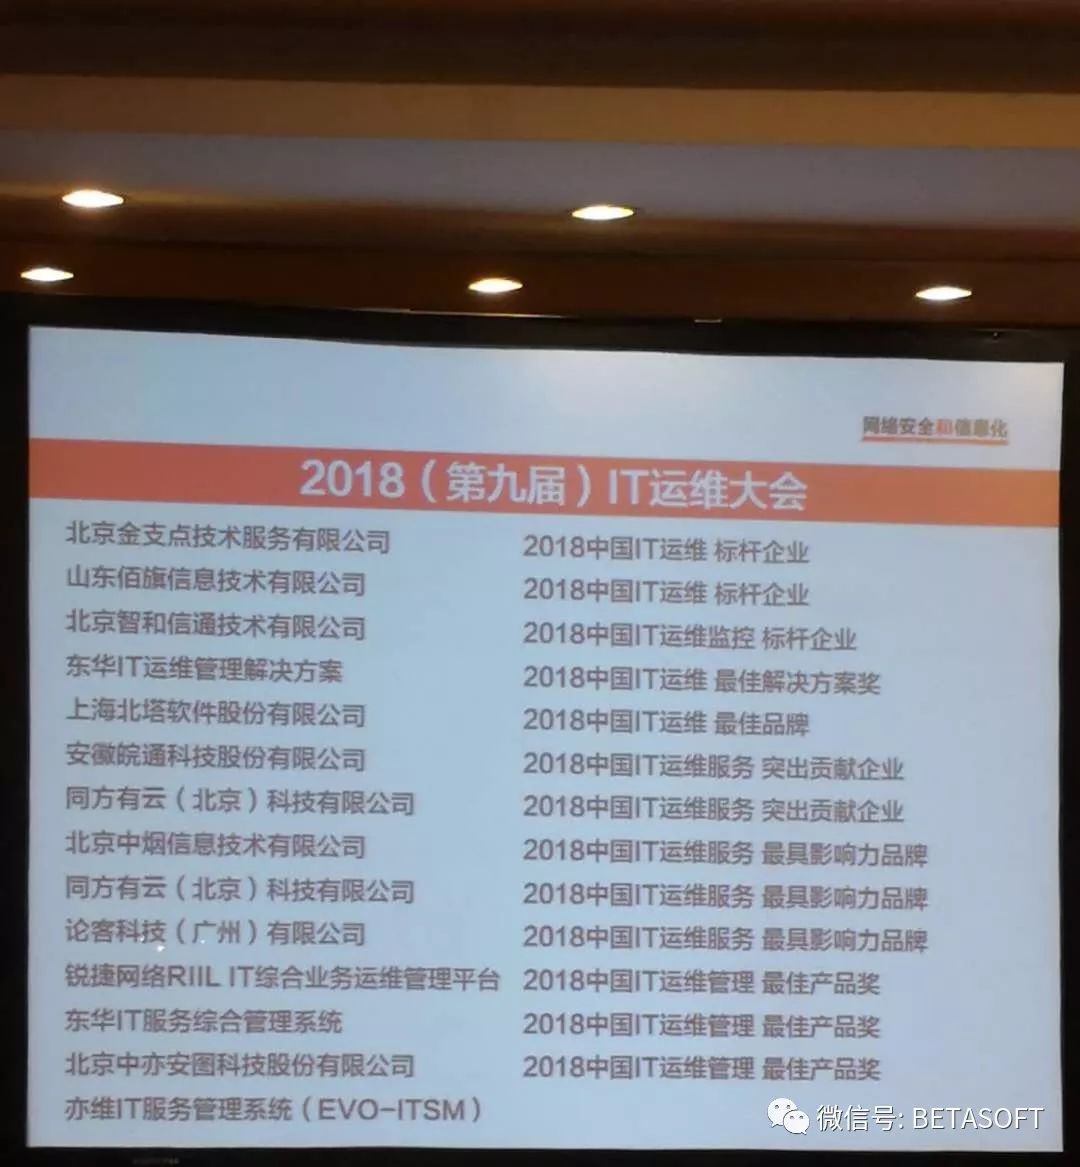 网络安全和信息化
2018（第九届）IT运维大会
北京金支点技术服务有限公司 2018中国IT运维 标杆企业
山东佰旗信息技术有限公司 2018中国IT运维 标杆企业
北京智和信通技术有限公司 2018中国IT运维监控 标杆企业
东华IT运维管理解决方案 2018中国IT运维 最佳解决方案奖
上海北塔软件股份有限公司 2018中国IT运维 最佳品牌
安徽皖通科技股份有限公司 2018中国IT运维服务 突出贡献企业
同方有云（北京）科技有限公司 2018中国IT运维服务 突出贡献企业
北京中烟信息技术有限公司 2018中国IT运维服务 最具影响力品牌
同方有云（北京）科技有限公司 2018中国IT运维服务 最具影响力品牌
论客科技（广州）有限公司 2018中国IT运维服务 最具影响力品牌
锐捷网络RIIL IT综合业务运维管理平台 2018中国IT运维管理 最佳产品奖
东华IT服务综合管理系统 2018中国IT运维管理 最佳产品奖
北京中亦安图科技股份有限公司 2018中国IT运维管理 最佳产品奖
亦维IT服务管理系统（EVO-ITSM）
微信号: BETASOFT